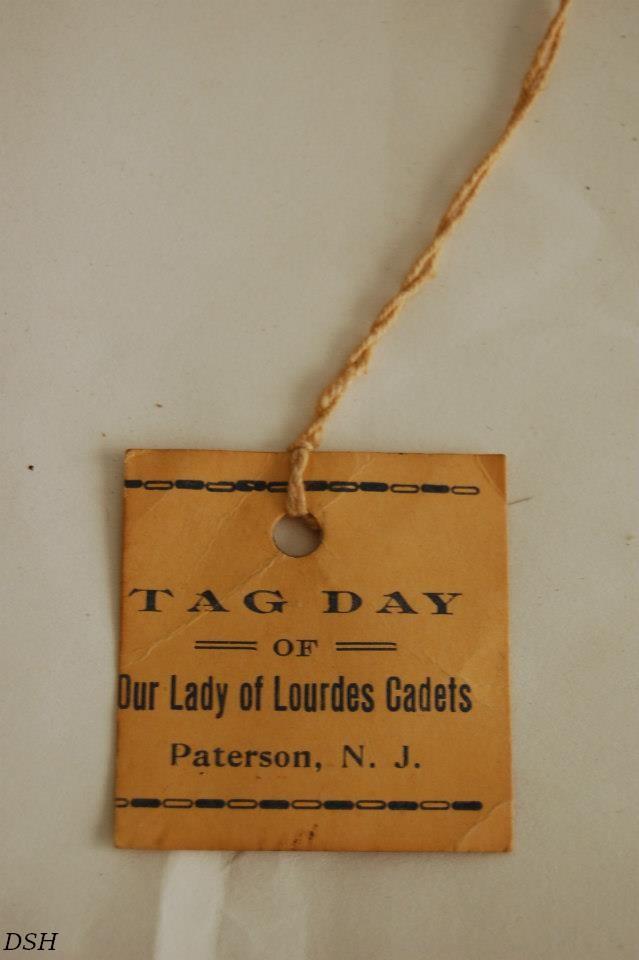 TAG DAY
OF
Our Lady of Lourdes Cadets
Paterson, N. J.
DSH